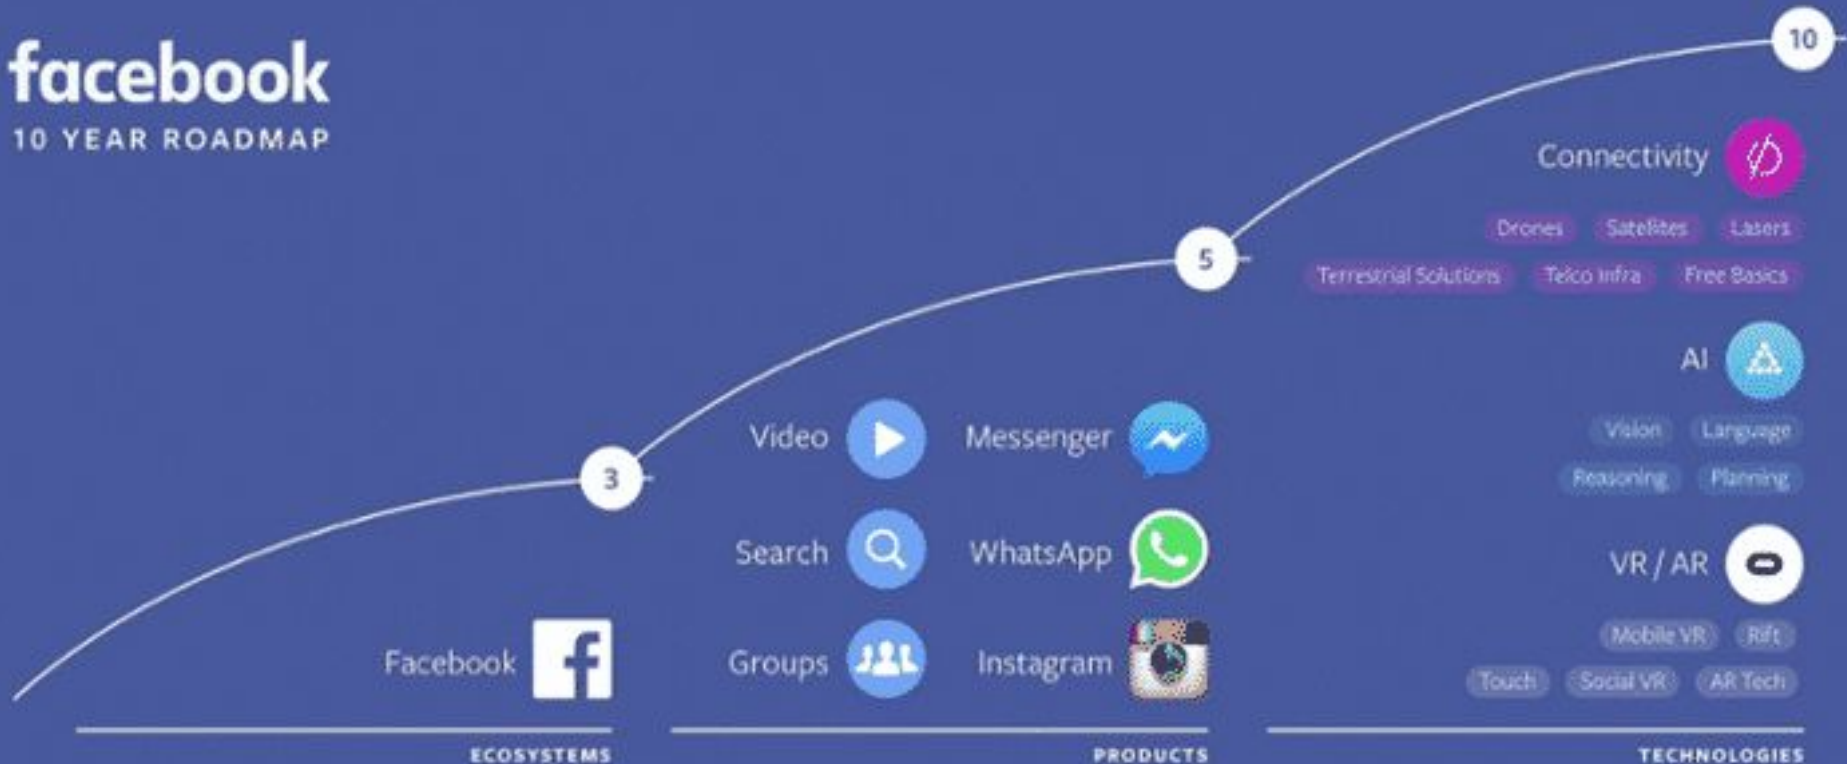 facebook
10 YEAR ROADMAP
3
5
10
Facebook
f
ECOSYSTEMS
Video
Messenger
Search
WhatsApp
Groups
Instagram
PRODUCTS
Connectivity
Drones Satellites Lasers
Terrestrial Solutions Telco Infra Free Basics
AI
Vision Language
Reasoning Planning
VR / AR
Mobile VR Rift
Touch Social VR AR Tech
TECHNOLOGIES